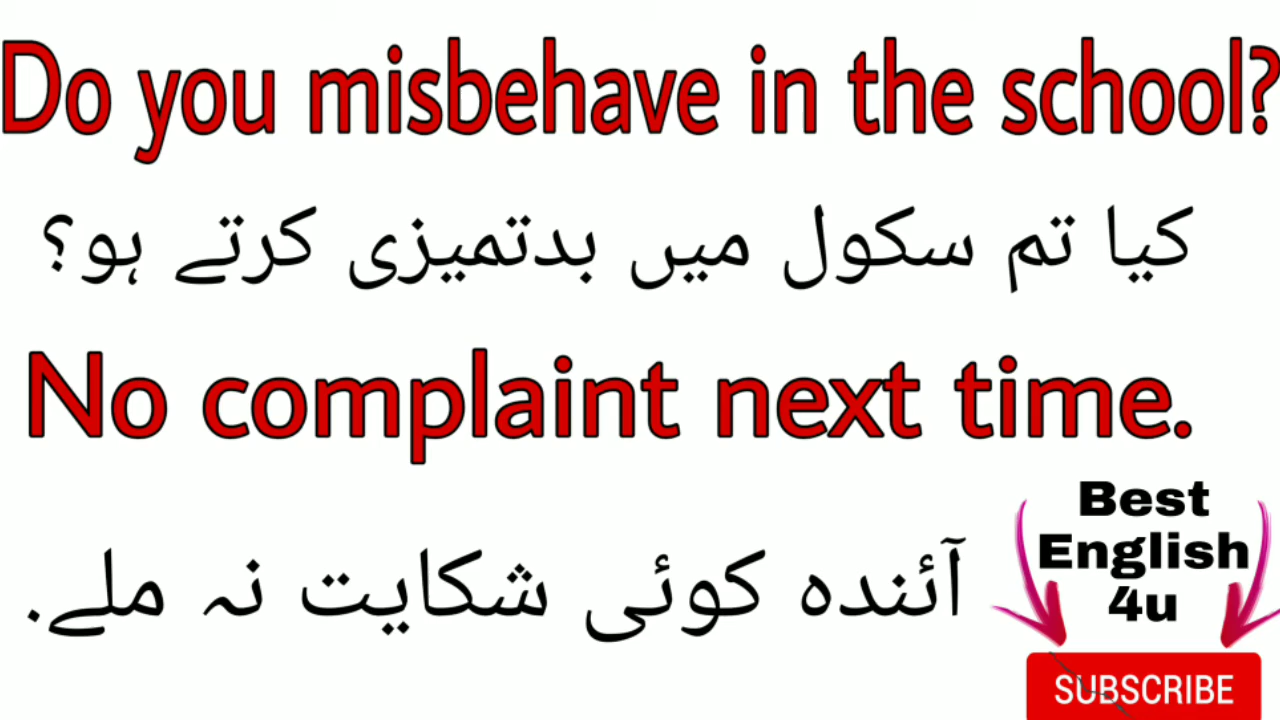 Do you misbehave in the school?
کیا تم سکول میں بدتمیزی کرتے ہو؟
No complaint next time.
آئندہ کوئی شکایت نہ ملے.
Best
English
4u
SUBSCRIBE